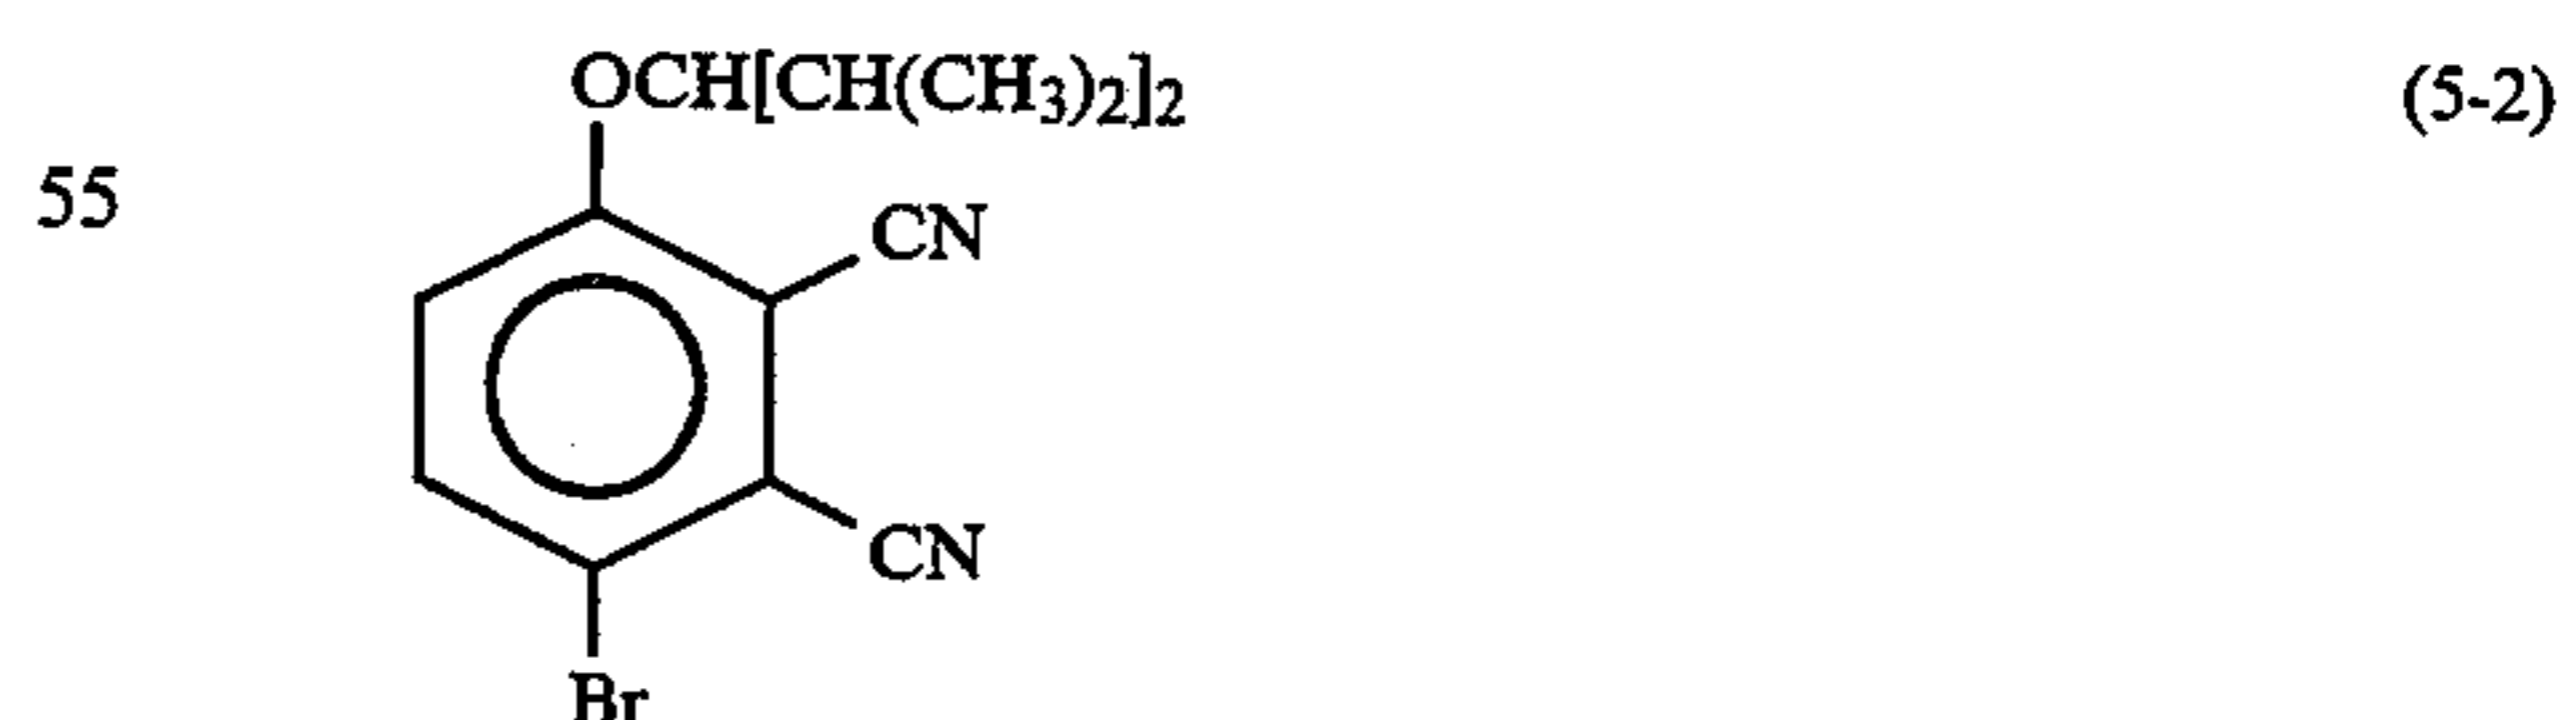 OCH[CH(CH₃)₂]₂ (5-2)
55
CN
CN
Br